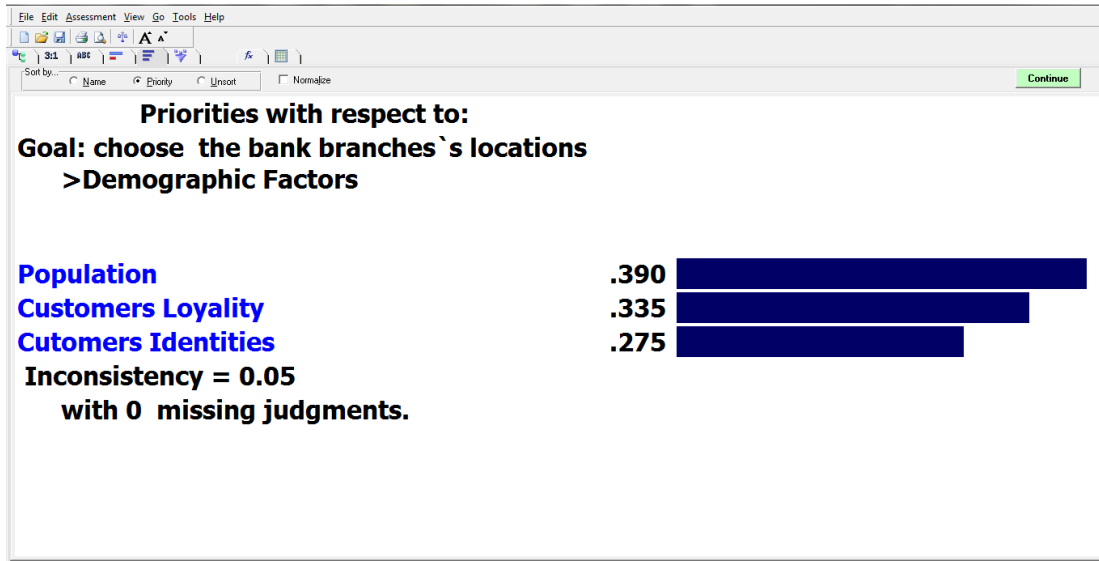 File Edit Assessment View Go Tools Help
A A
3:1 ABC fx
Sort by... Name Priority Unsort Normalize Continue
Priorities with respect to:
Goal: choose the bank branches`s locations
>Demographic Factors
Population .390
Customers Loyality .335
Cutomers Identities .275
Inconsistency = 0.05
with 0 missing judgments.